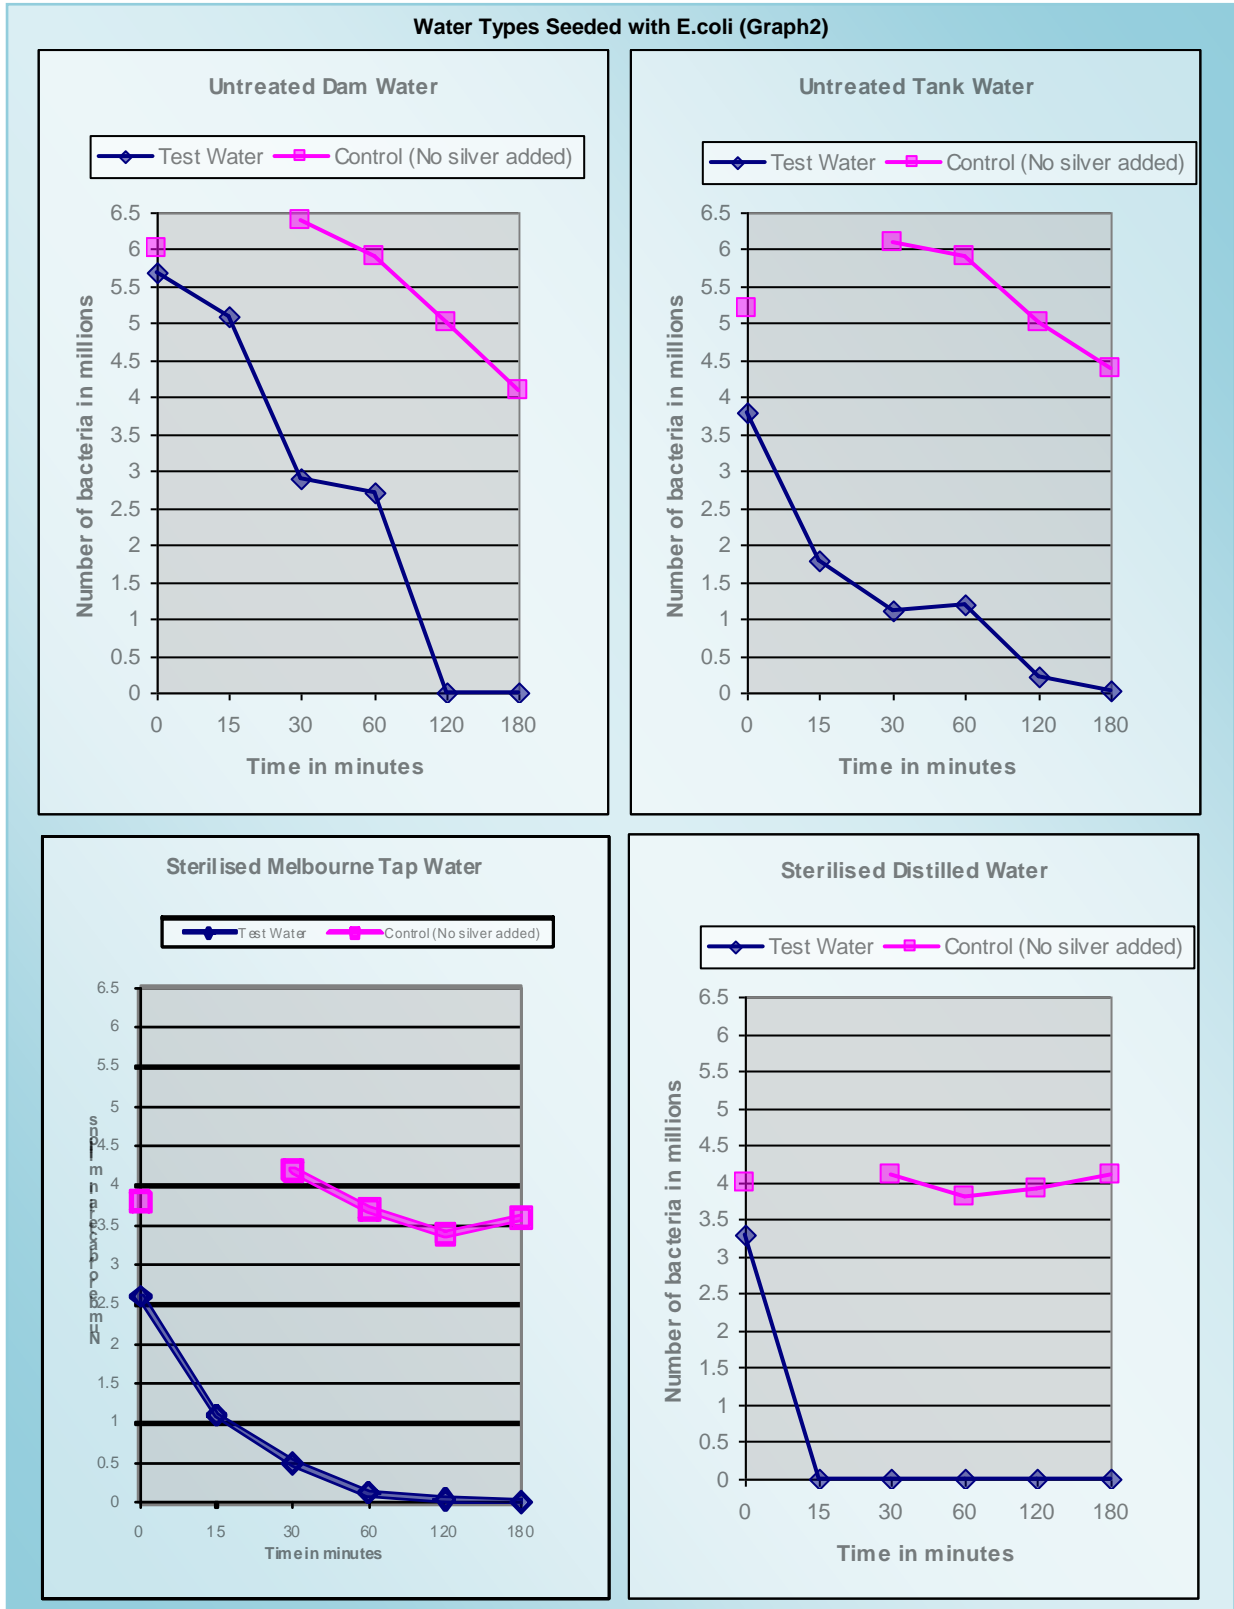 Water Types Seeded with E.coli (Graph2)
Untreated Dam Water
Test Water
Control (No silver added)
Number of bacteria in millions
6.5
6
5.5
5
4.5
4
3.5
3
2.5
2
1.5
1
0.5
0
0 15 30 60 120 180
Time in minutes
Untreated Tank Water
Test Water
Control (No silver added)
Number of bacteria in millions
6.5
6
5.5
5
4.5
4
3.5
3
2.5
2
1.5
1
0.5
0
0 15 30 60 120 180
Time in minutes
Sterilised Melbourne Tap Water
Test Water
Control (No silver added)
6.5
6
5.5
5
4.5
4
3.5
3
2.5
2
1.5
1
0.5
0
0 15 30 60 120 180
Time in minutes
Sterilised Distilled Water
Test Water
Control (No silver added)
Number of bacteria in millions
6.5
6
5.5
5
4.5
4
3.5
3
2.5
2
1.5
1
0.5
0
0 15 30 60 120 180
Time in minutes